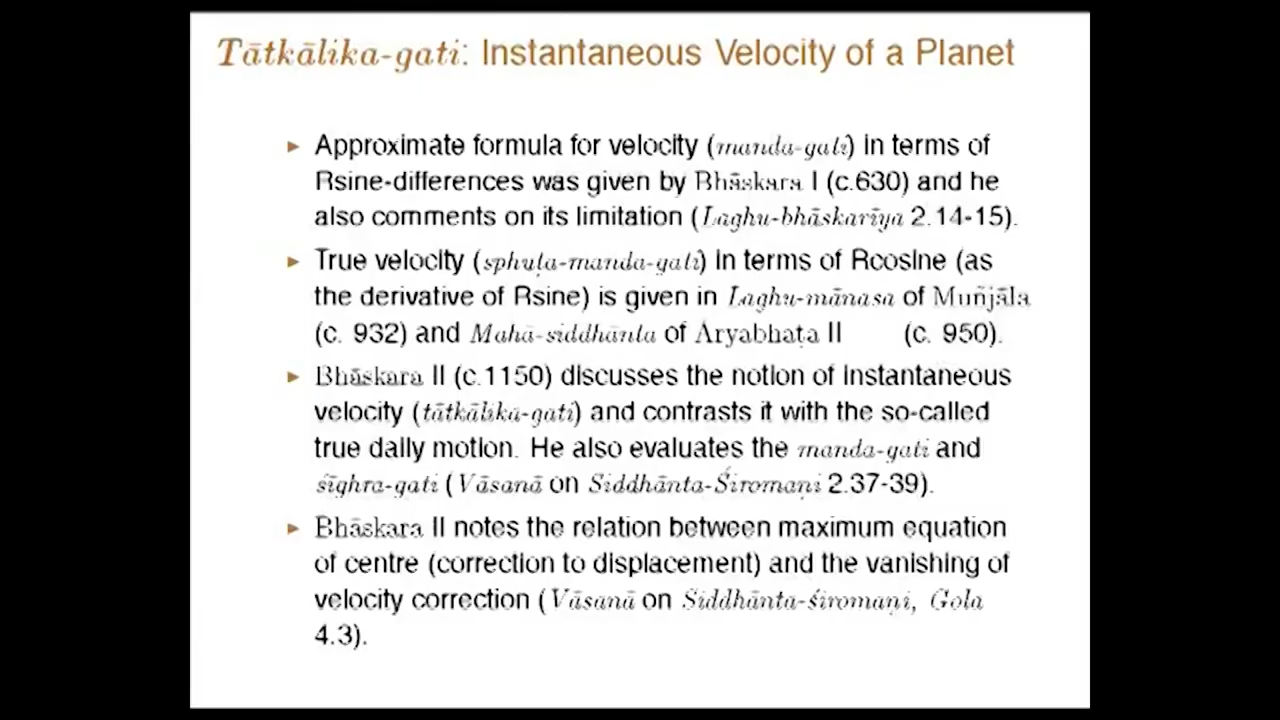 Tātkālika-gati: Instantaneous Velocity of a Planet
Approximate formula for velocity (manda-gati) in terms of
Rsine-differences was given by Bhāskara I (c.630) and he
also comments on its limitation (Laghu-bhāskarīya 2.14-15).
True velocity (sphuṭa-manda-gati) in terms of Rcosine (as
the derivative of Rsine) is given in Laghu-mānasa of Muñjāla
(c. 932) and Mahā-siddhānta of Āryabhaṭa II (c. 950).
Bhāskara II (c.1150) discusses the notion of instantaneous
velocity (tātkālika-gati) and contrasts it with the so-called
true daily motion. He also evaluates the manda-gati and
śīghra-gati (Vāsanā on Siddhānta-Śiromaṇi 2.37-39).
Bhāskara II notes the relation between maximum equation
of centre (correction to displacement) and the vanishing of
velocity correction (Vāsanā on Siddhānta-śiromaṇi, Gola
4.3).